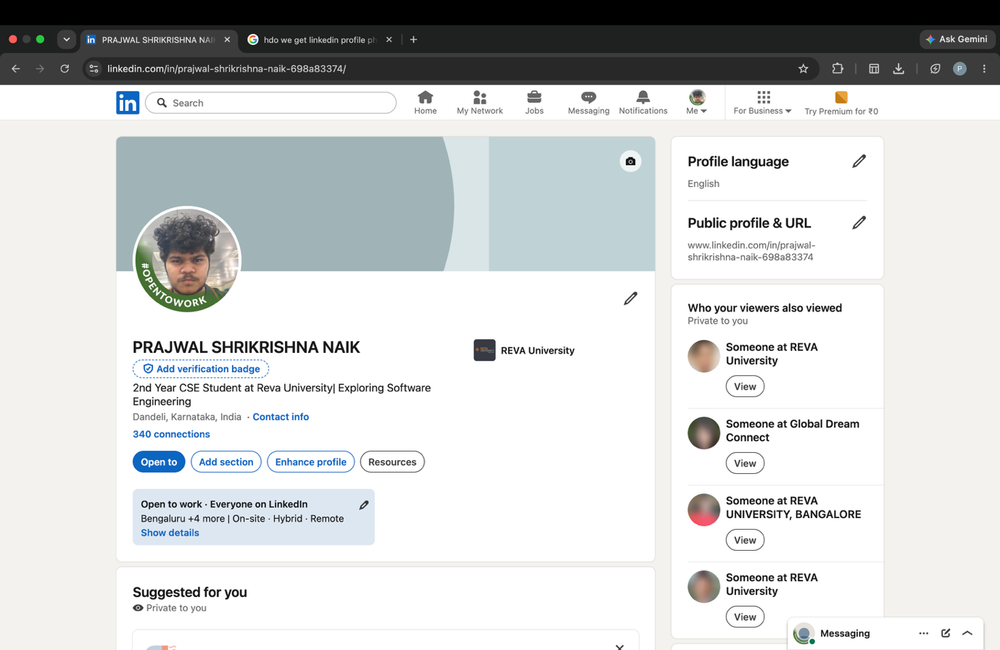 PRAJWAL SHRIKRISHNA NAI
hdo we get linkedin profile ph
Ask Gemini
linkedin.com/in/prajwal-shrikrishna-naik-698a83374/
P
in
Search
Home
My Network
Jobs
Messaging
Notifications
Me
For Business
Try Premium for ₹0
#OPENTOWORK
PRAJWAL SHRIKRISHNA NAIK
Add verification badge
2nd Year CSE Student at Reva University| Exploring Software
Engineering
Dandeli, Karnataka, India · Contact info
340 connections
REVA University
Open to
Add section
Enhance profile
Resources
Open to work · Everyone on LinkedIn
Bengaluru +4 more | On-site · Hybrid · Remote
Show details
Suggested for you
Private to you
Profile language
English
Public profile & URL
www.linkedin.com/in/prajwal-
shrikrishna-naik-698a83374
Who your viewers also viewed
Private to you
Someone at REVA
University
View
Someone at Global Dream
Connect
View
Someone at REVA
UNIVERSITY, BANGALORE
View
Someone at REVA
University
View
Messaging